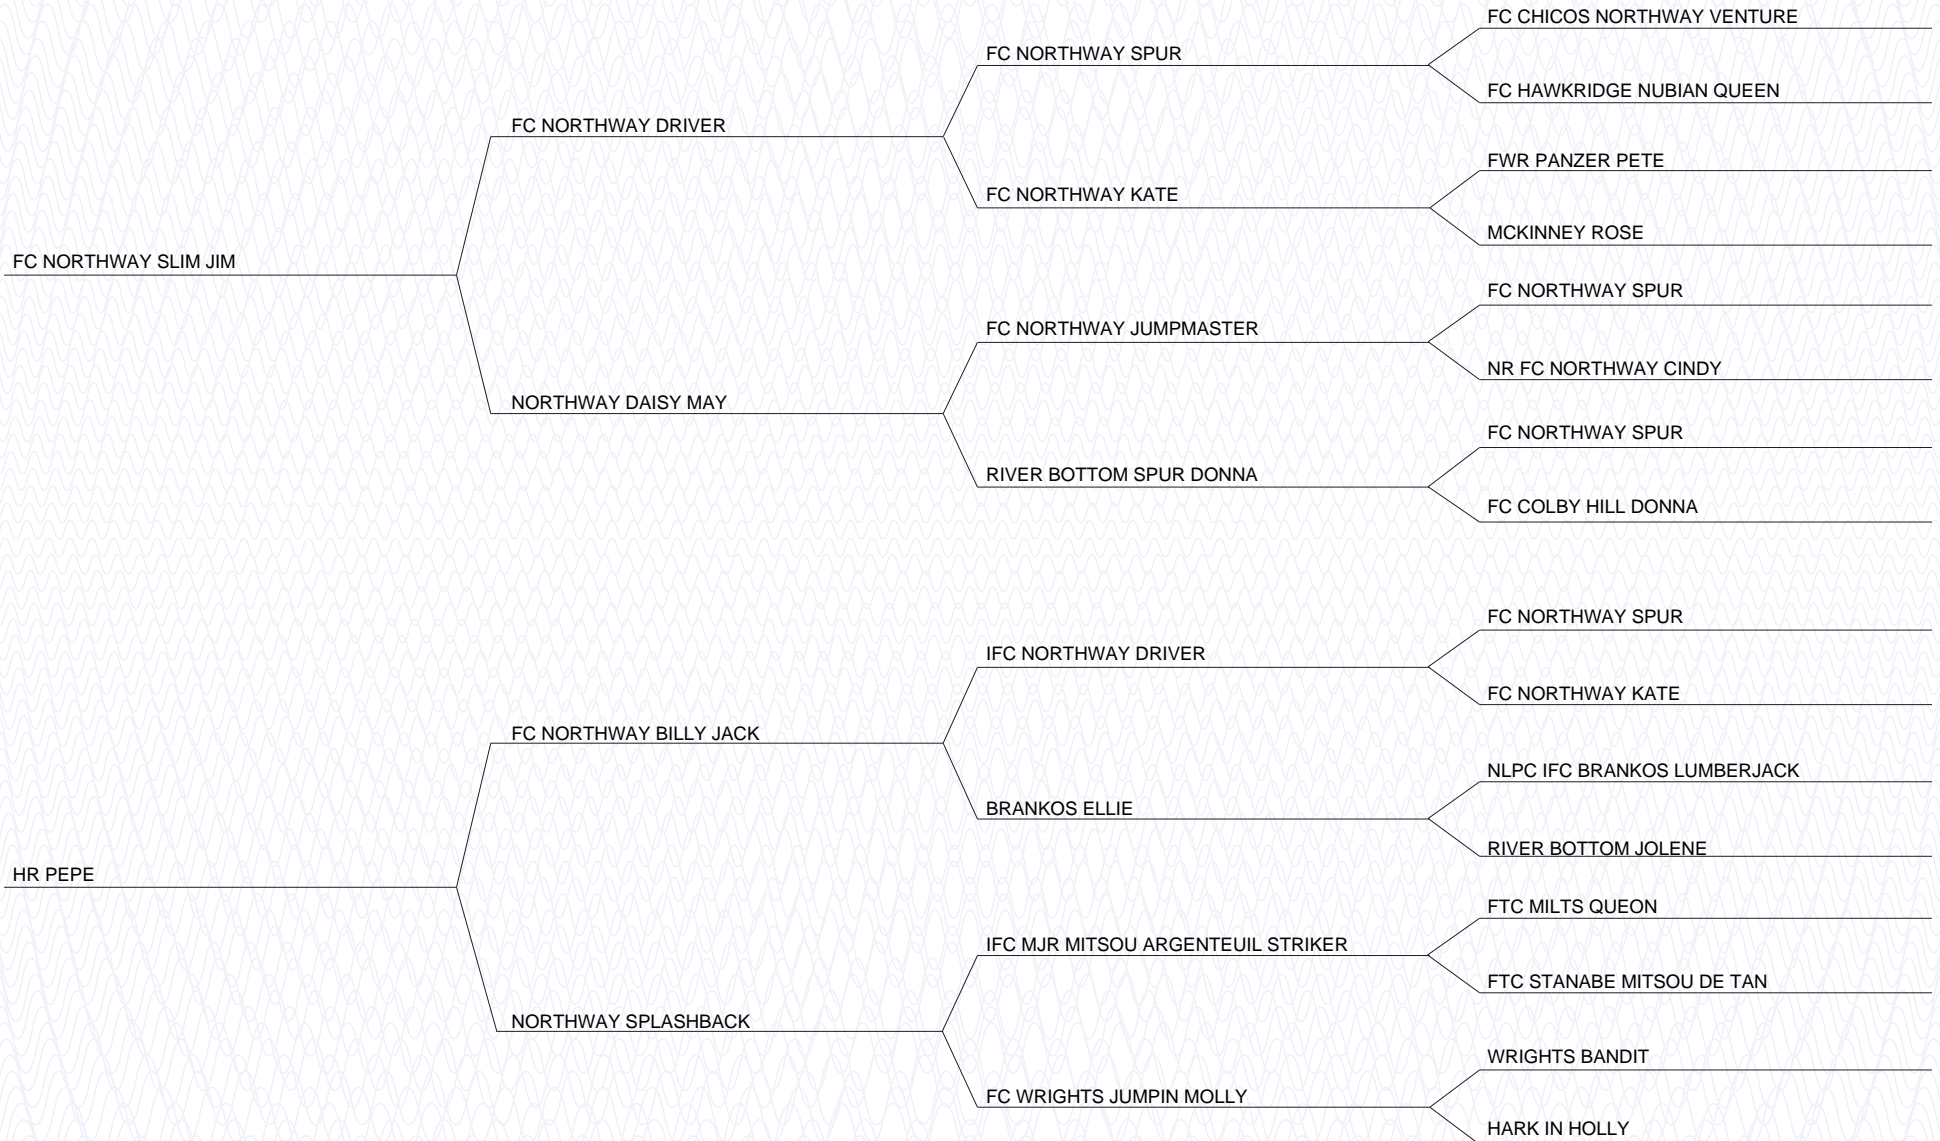 FC CHICOS NORTHWAY VENTURE
FC NORTHWAY SPUR
FC HAWKRIDGE NUBIAN QUEEN
FC NORTHWAY DRIVER
FWR PANZER PETE
FC NORTHWAY KATE
MCKINNEY ROSE
FC NORTHWAY SLIM JIM
FC NORTHWAY SPUR
FC NORTHWAY JUMPMASTER
NR FC NORTHWAY CINDY
NORTHWAY DAISY MAY
FC NORTHWAY SPUR
RIVER BOTTOM SPUR DONNA
FC COLBY HILL DONNA
FC NORTHWAY SPUR
IFC NORTHWAY DRIVER
FC NORTHWAY KATE
FC NORTHWAY BILLY JACK
NLPC IFC BRANKOS LUMBERJACK
BRANKOS ELLIE
RIVER BOTTOM JOLENE
HR PEPE
FTC MILTS QUEON
IFC MJR MITSOU ARGENTEUIL STRIKER
FTC STANABE MITSOU DE TAN
NORTHWAY SPLASHBACK
WRIGHTS BANDIT
FC WRIGHTS JUMPIN MOLLY
HARK IN HOLLY